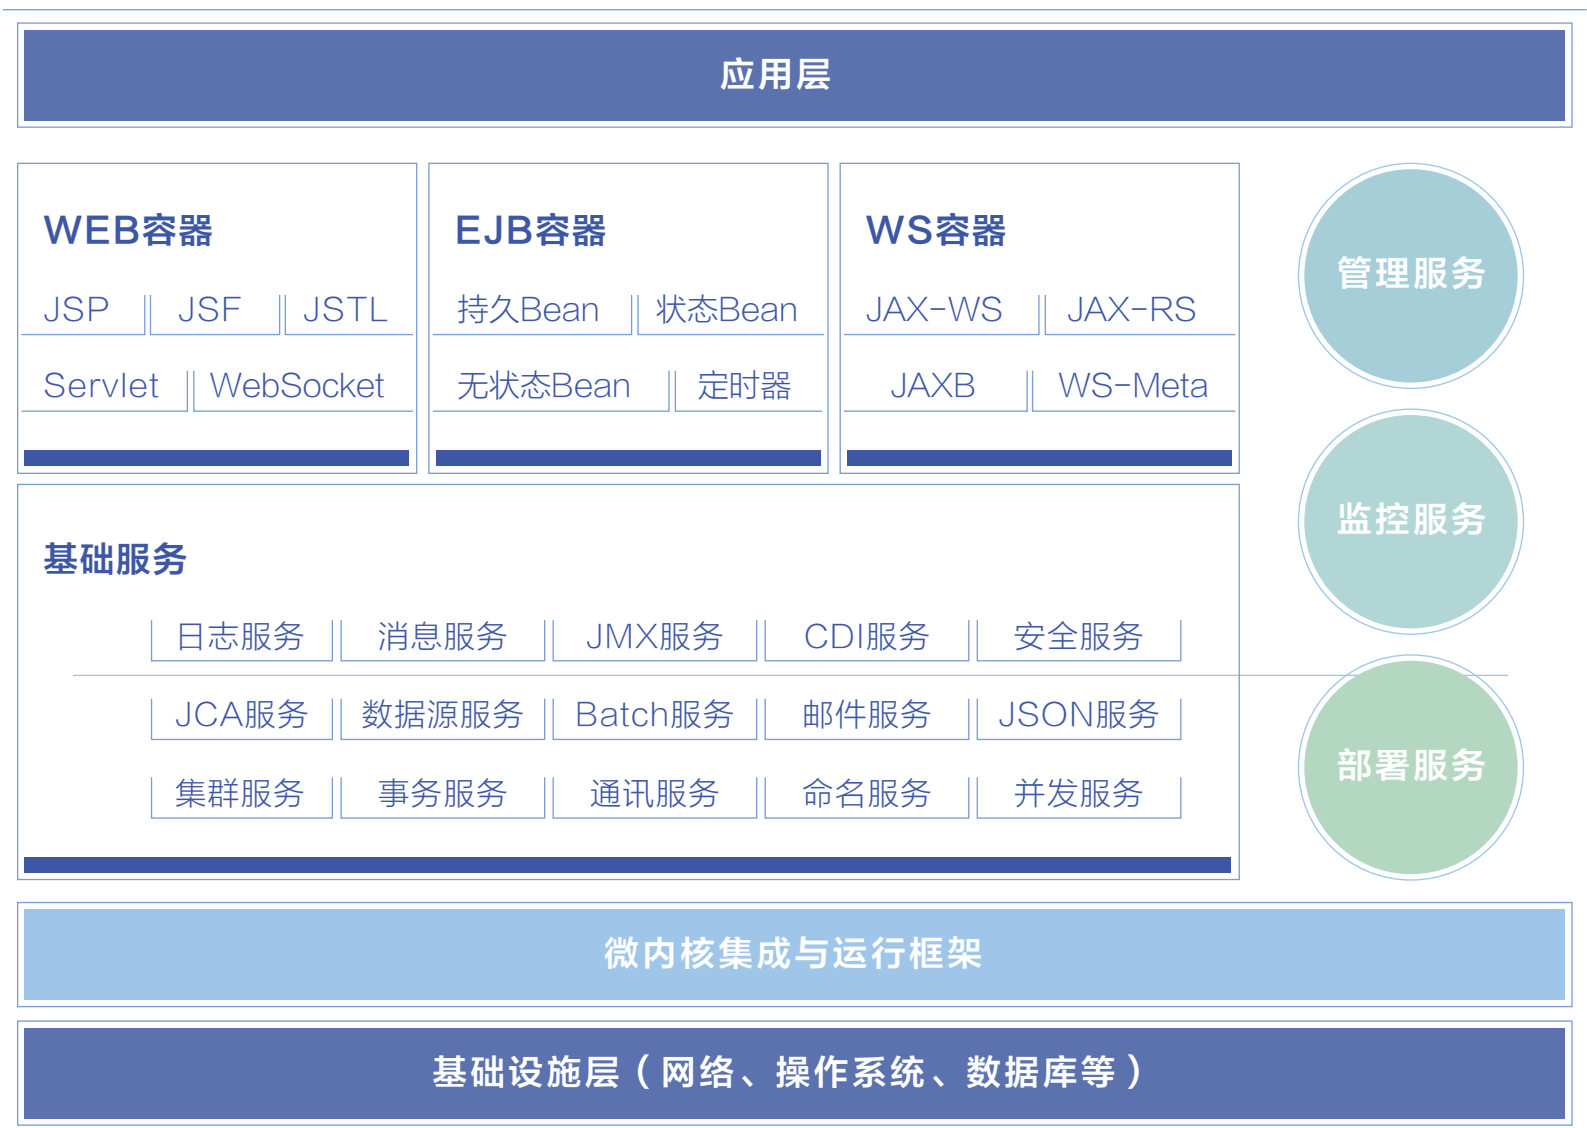 应用层
WEB容器
JSP JSF JSTL
Servlet WebSocket
EJB容器
持久Bean 状态Bean
无状态Bean 定时器
WS容器
JAX-WS JAX-RS
JAXB WS-Meta
管理服务
监控服务
部署服务
基础服务
日志服务 消息服务 JMX服务 CDI服务 安全服务
JCA服务 数据源服务 Batch服务 邮件服务 JSON服务
集群服务 事务服务 通讯服务 命名服务 并发服务
微内核集成与运行框架
基础设施层（网络、操作系统、数据库等）